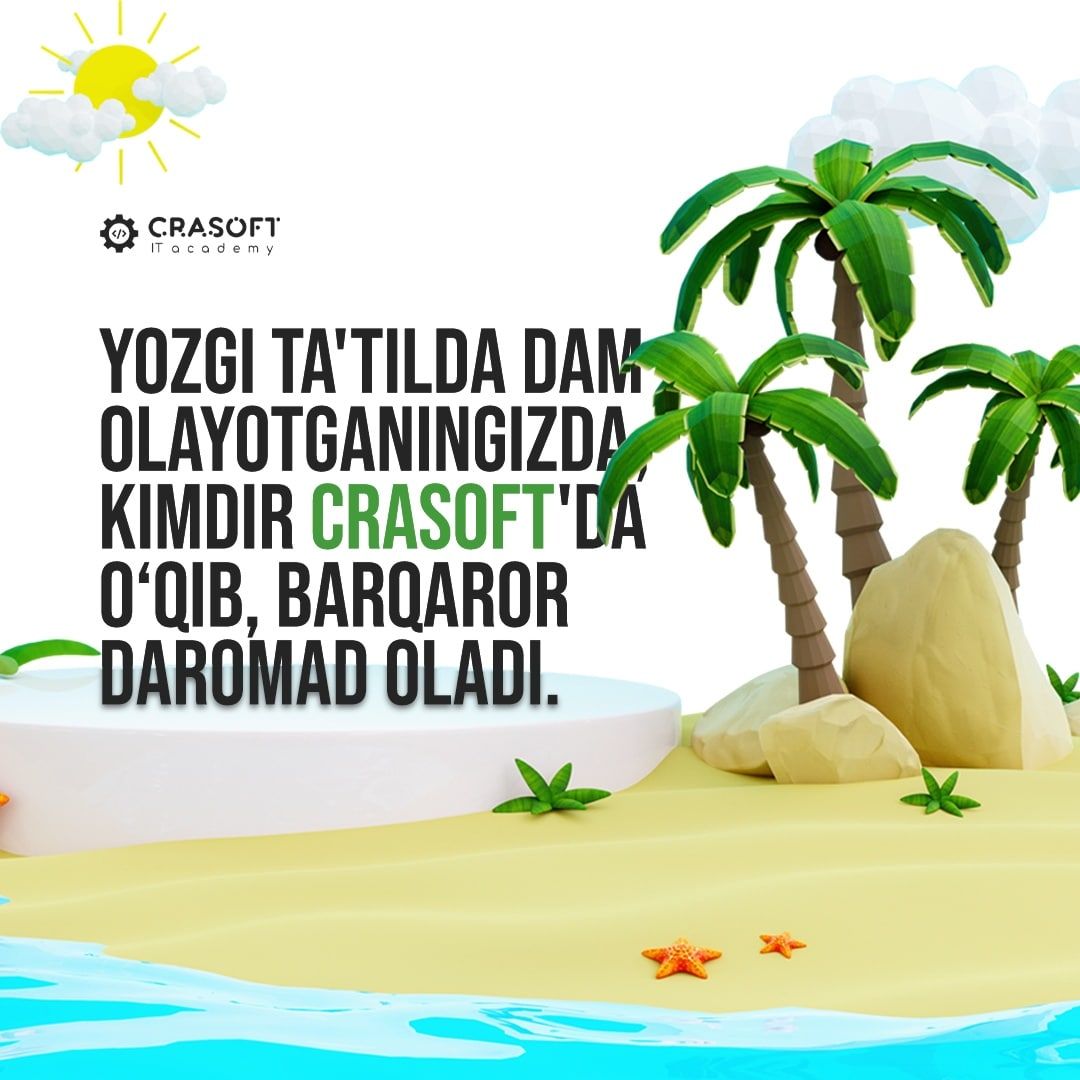 CRASOFT
IT academy
YOZGI TA'TILDA DAM
OLAYOTGANINGIZDA,
KIMDIR CRASOFT'DA
O‘QIB, BARQAROR
DAROMAD OLADI.